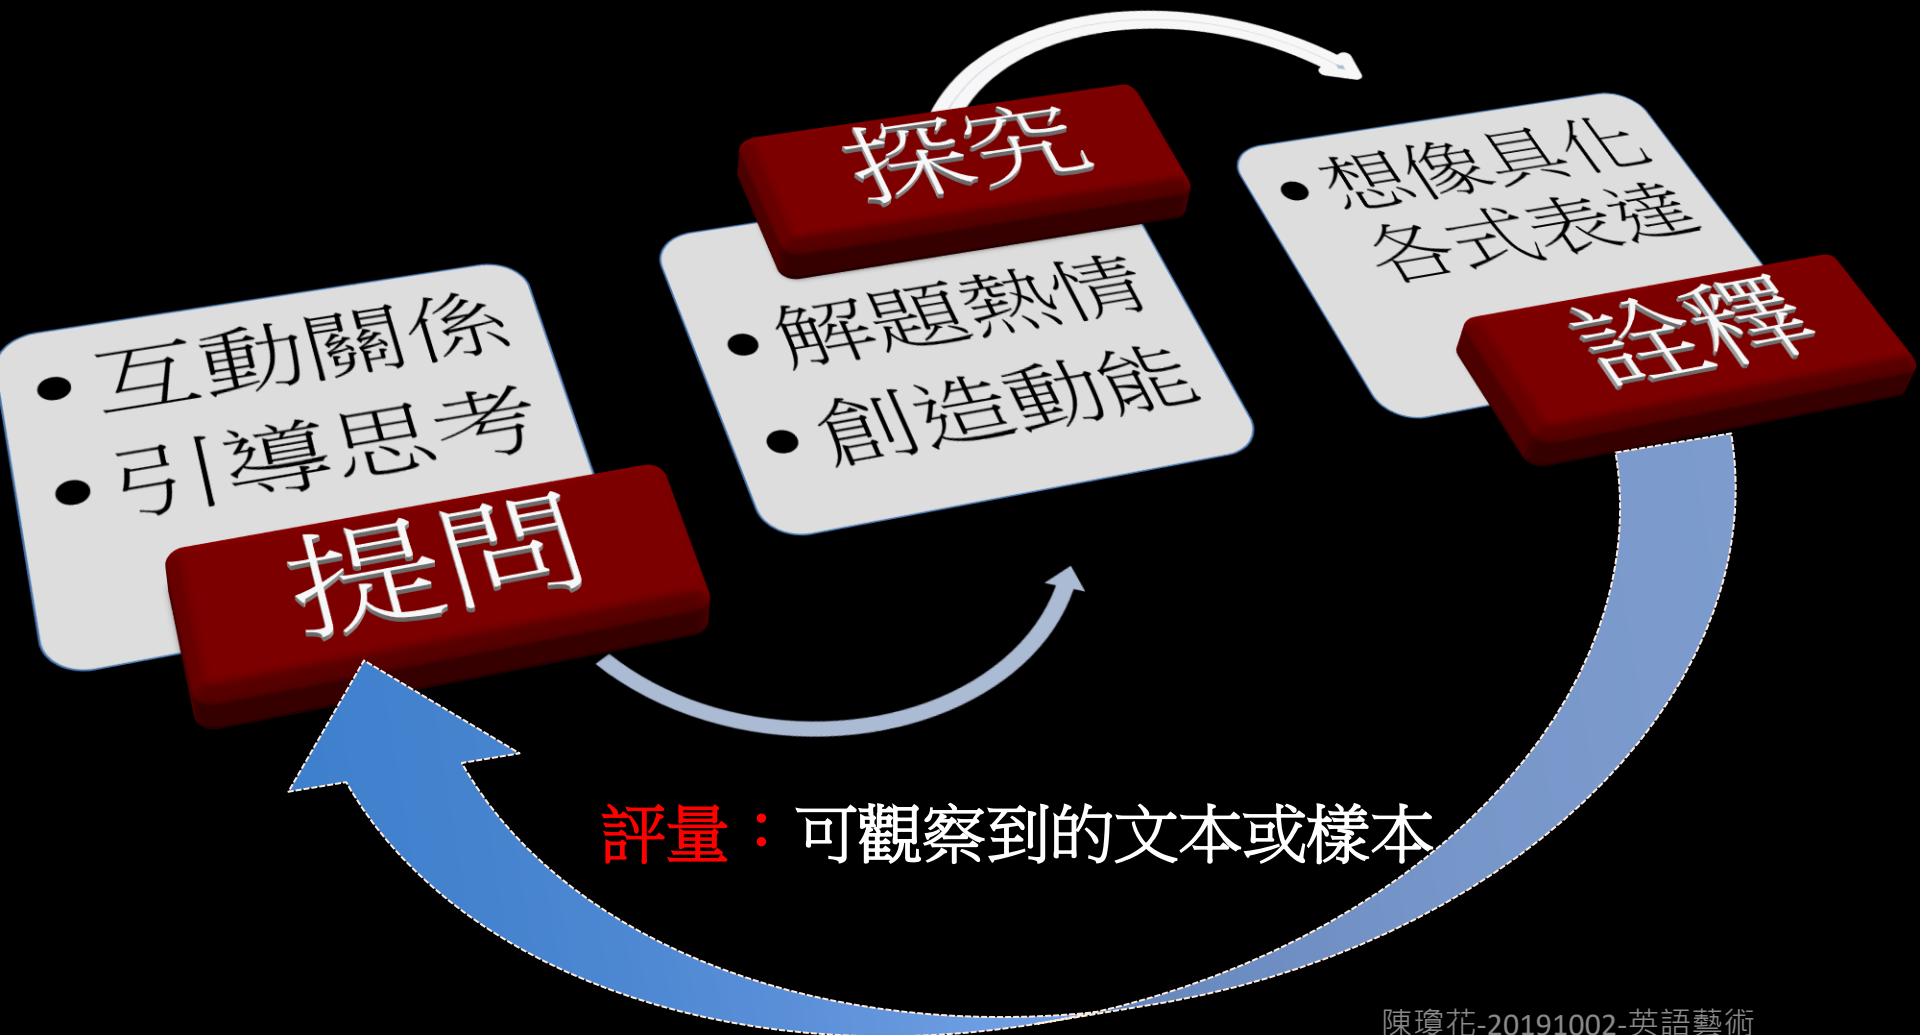 互動關係
引導思考
提問
探究
解題熱情
創造動能
想像具化
各式表達
詮釋
評量：可觀察到的文本或樣本
陳瓊花-20191002-英語藝術